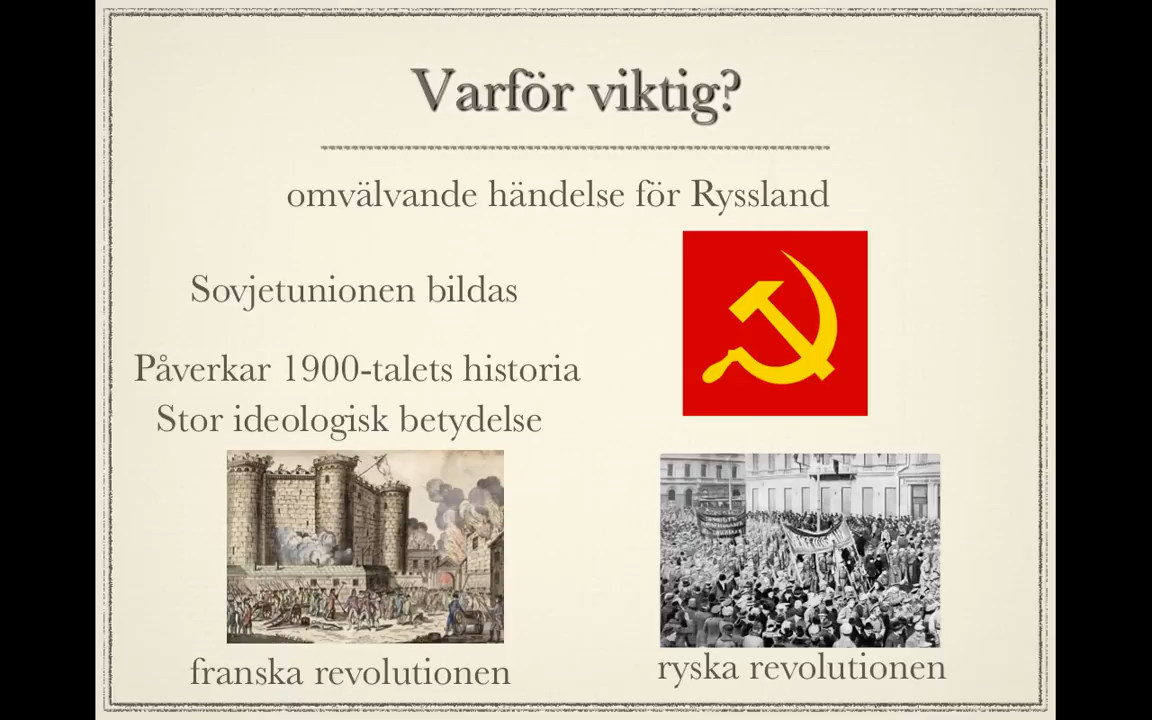 Varför viktig?
omvälvande händelse för Ryssland
Sovjetunionen bildas
Påverkar 1900-talets historia
Stor ideologisk betydelse
franska revolutionen
ryska revolutionen